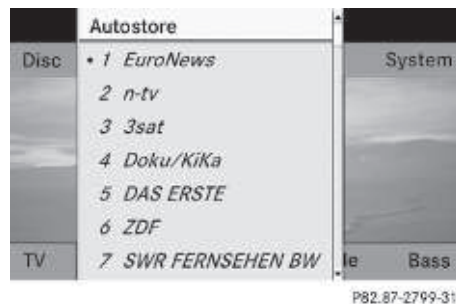 Autostore
Disc
• 1 EuroNews
System
2 n-tv
3 3sat
4 Doku/KiKa
5 DAS ERSTE
6 ZDF
TV
7 SWR FERNSEHEN BW
le
Bass
P82.87-2799-31